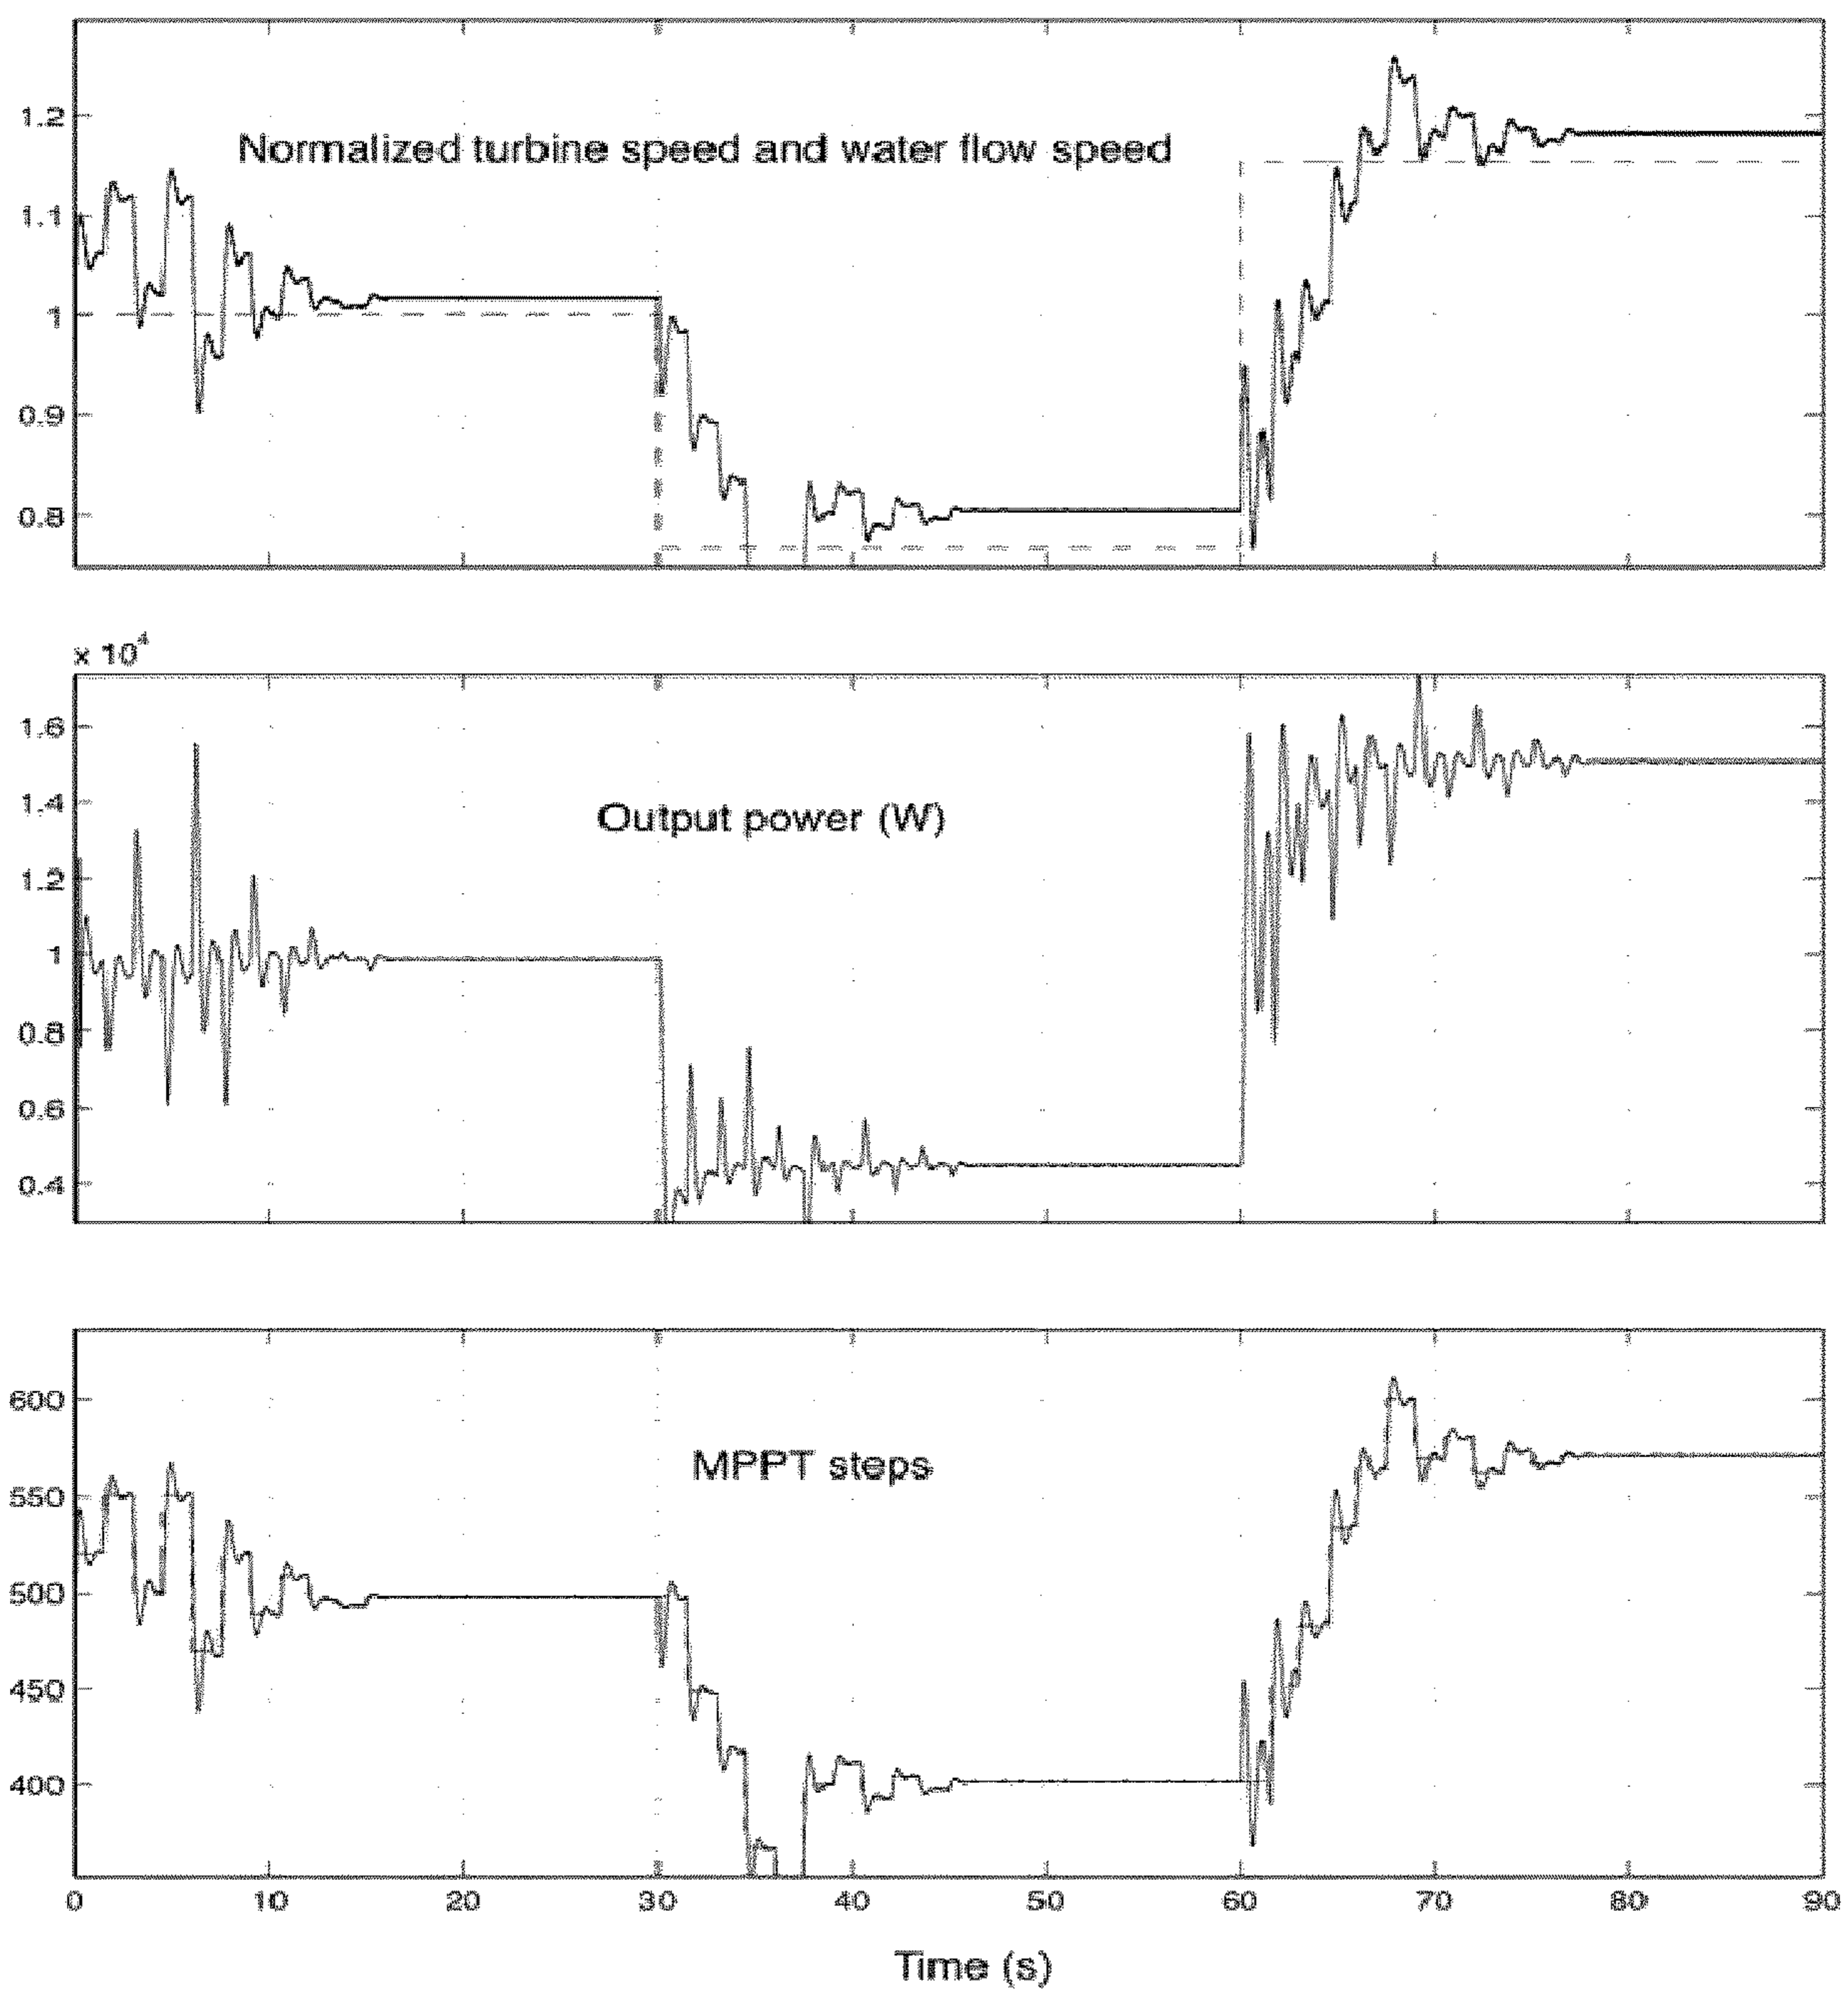 1.2
Normalized turbine speed and water flow speed
1.1
1
0.9
0.8
x 10^4
1.6
1.4
Output power (W)
1.2
1
0.8
0.6
0.4
600
MPPT steps
550
500
450
400
0 10 20 30 40 50 60 70 80 90
Time (s)